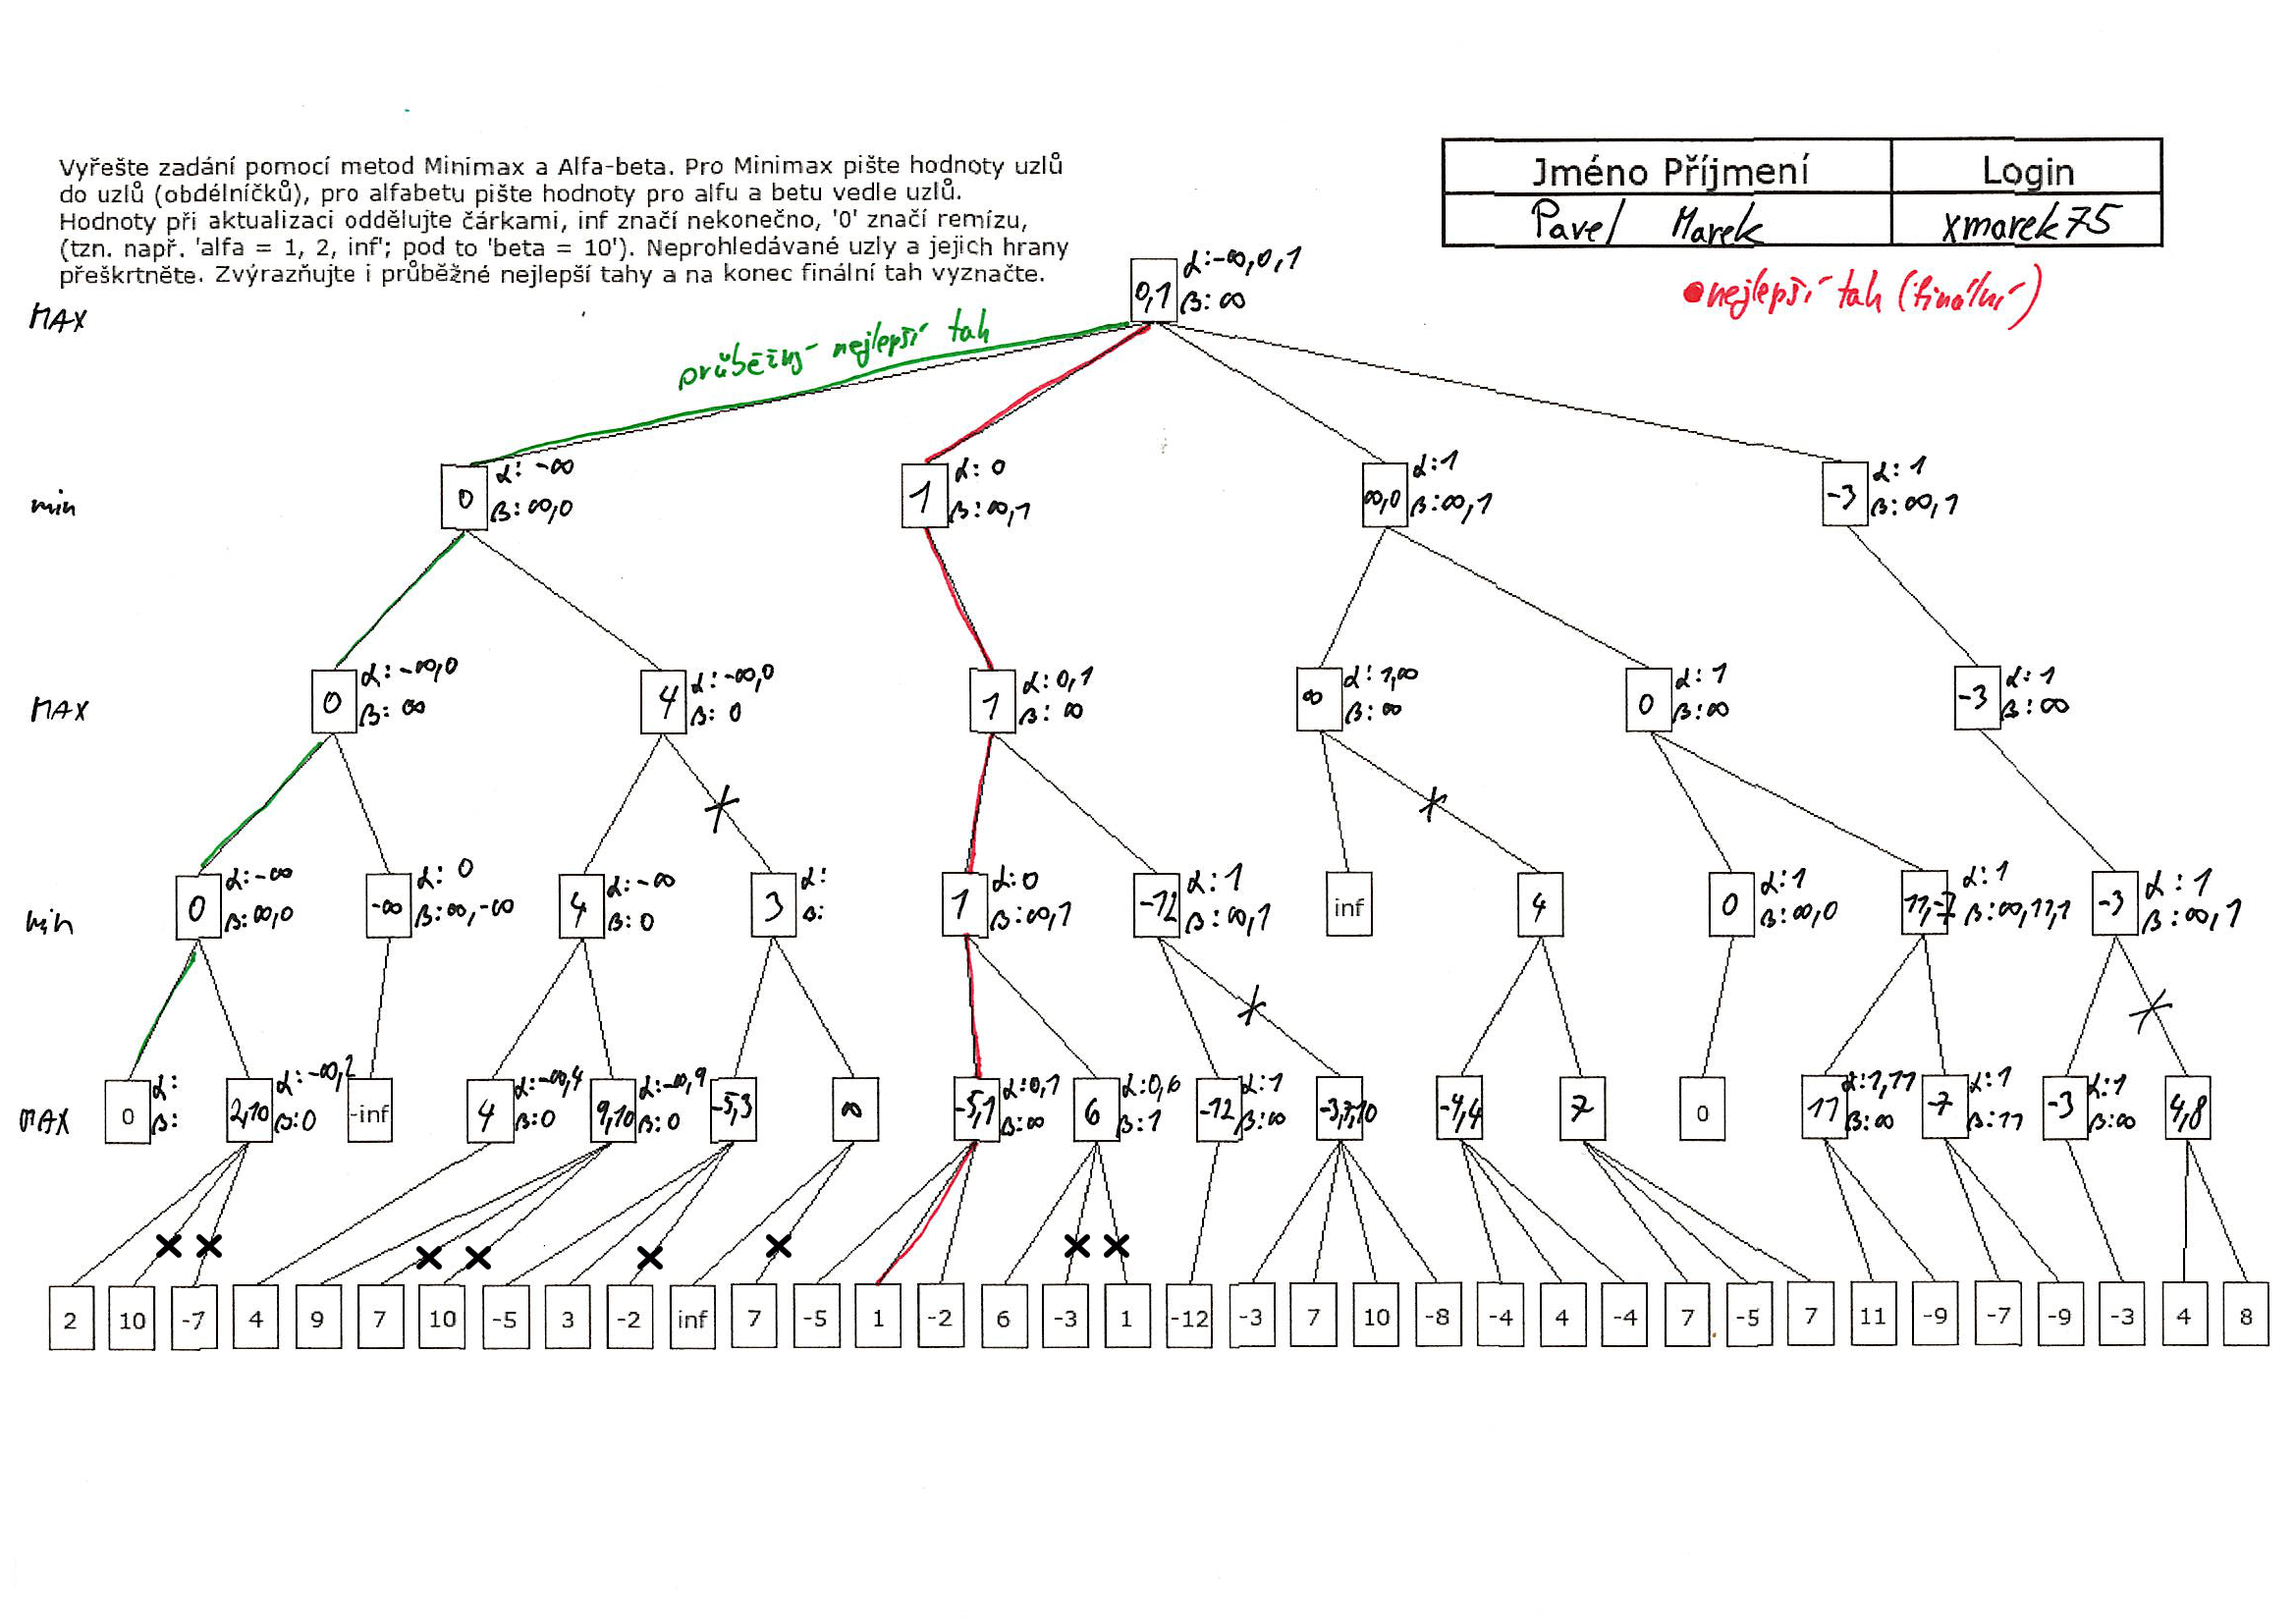 Vyřešte zadání pomocí metod Minimax a Alfa-beta. Pro Minimax pište hodnoty uzlů
do uzlů (obdélníčků), pro alfabetu pište hodnoty pro alfu a betu vedle uzlů.
Hodnoty při aktualizaci oddělujte čárkami, inf značí nekonečno, '0' značí remízu,
(tzn. např. 'alfa = 1, 2, inf'; pod to 'beta = 10'). Neprohledávané uzly a jejich hrany
přeškrtněte. Zvýrazňujte i průběžné nejlepší tahy a na konec finální tah vyznačte.
Jméno Příjmení Login
Pavel Marek xmarek75
nejlepší tah (finální)
MAX
0,1 α:-∞,0,1
β:∞
průběžný nejlepší tah
min
0 α:-∞ 1 α:0 ∞,0 α:1 -3 α:1
β:∞,0 β:∞,1 β:∞,1 β:∞,1
MAX
0 α:-∞,0 4 α:-∞,0 1 α:0,1 ∞ α:1,∞ 0 α:1 -3 α:1
β:∞ β:0 β:∞ β:∞ β:∞ β:∞
min
0 α:-∞ -∞ α:0 4 α:-∞ 3 α: 1 α:0 -12 α:1 inf 4 0 α:1 11,-7 α:1 -3 α:1
β:∞,0 β:∞,-∞ β:0 β: β:∞,1 β:∞,1 β:∞,0 β:∞,11,1 β:∞,1
MAX
0 α: 2,10 α:-∞,2 -inf 4 α:-∞,4 9,10 α:-∞,9 -5,3 ∞ -5,1 α:0,1 6 α:0,6 -12 α:1 -3,7,10 -4,4 7 0 11 α:1,11 -7 α:1 -3 α:1 4,8
β: β:0 β:0 β:0 β:∞ β:1 β:∞ β:∞ β:11 β:∞
2 10 -7 4 9 7 10 -5 3 -2 inf 7 -5 1 -2 6 -3 1 -12 -3 7 10 -8 -4 4 -4 7 -5 7 11 -9 -7 -9 -3 4 8